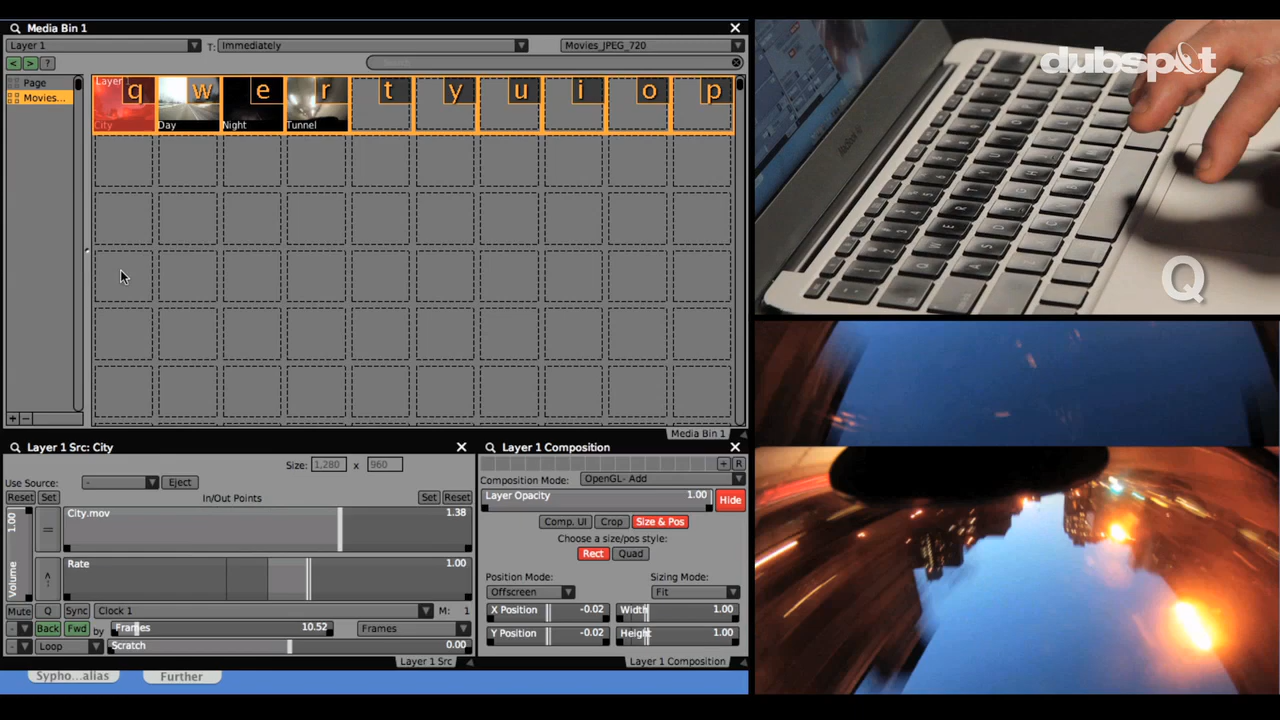 Media Bin 1
Layer 1
T: Immediately
Movies_JPEG_720
< > ?
Search
Page
Movies...
Layer 1
q w e r t y u i o p
City Day Night Tunnel
+ -
Media Bin 1
Layer 1 Src: City
Size: 1,280 x 960
Use Source: - Eject
Reset Set In/Out Points Set Reset
1.00
Volume
City.mov 1.38
=
Rate 1.00
Mute Q Sync Clock 1 M: 1
- Back Fwd by Frames 10.52 Frames
- Loop Scratch 0.00
Layer 1 Src
Layer 1 Composition
+ R
Composition Mode: OpenGL- Add
Layer Opacity 1.00 Hide
Comp. UI Crop Size & Pos
Choose a size/pos style:
Rect Quad
Position Mode: Sizing Mode:
Offscreen Fit
X Position -0.02 Width 1.00
Y Position -0.02 Height 1.00
Layer 1 Composition
Sypho...alias Further
dubspot
Q